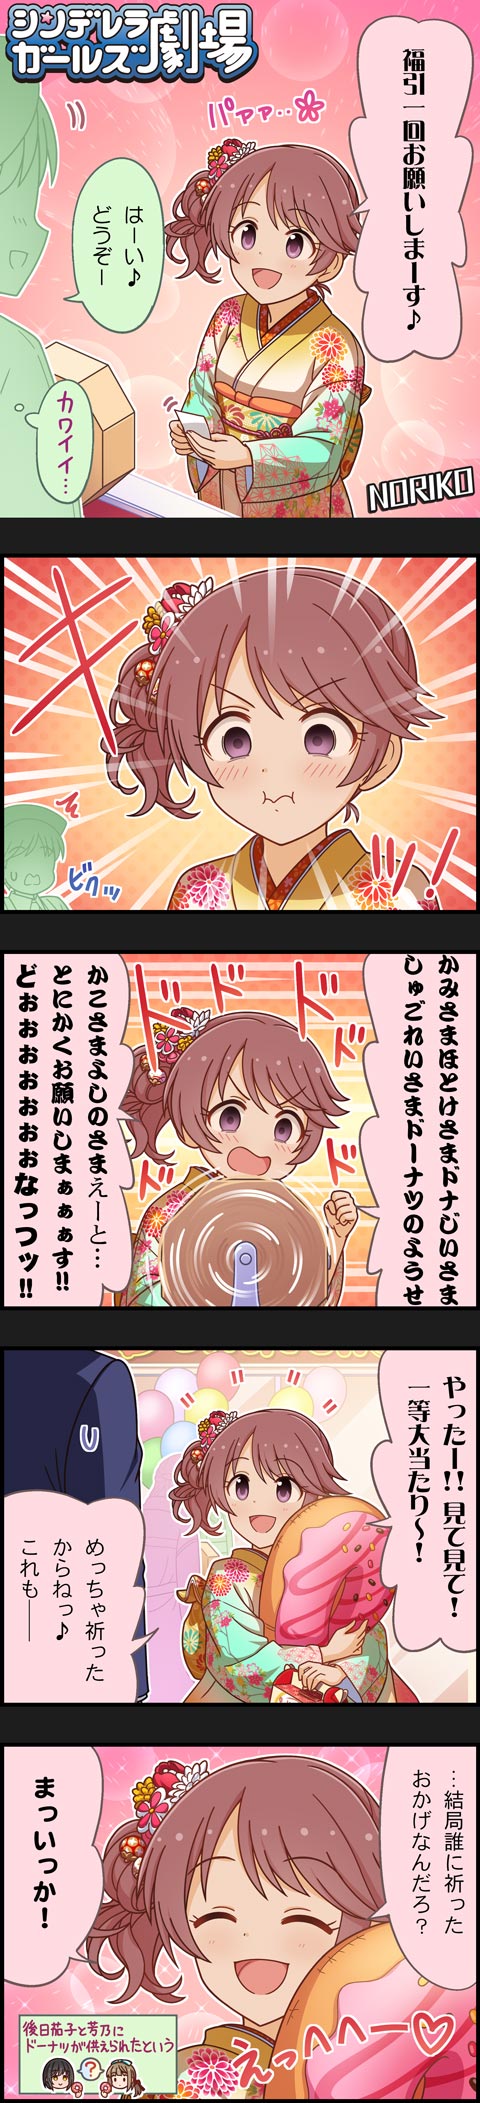 シンデレラ
ガールズ劇場
福引一回お願いしまーす♪
パァァ‥
はーい♪
どうぞー
カワイイ…
NORIKO
キッ!
ビクッ
かみさまほとけさまドナじいさま
しゅごれいさまドーナツのようせ
ドドドド
ドド
かこさまよしのさまえーと…
とにかくお願いしまぁぁぁす!!
どぉぉぉぉぉぉぉなっつッ!!
やったー!!見て見て!
一等大当たり〜!
めっちゃ祈った
からねっ♪
これも──
…結局誰に祈った
おかげなんだろ?
まっいっか!
えっへへー♡
後日茄子と芳乃に
ドーナツが供えられたという
?